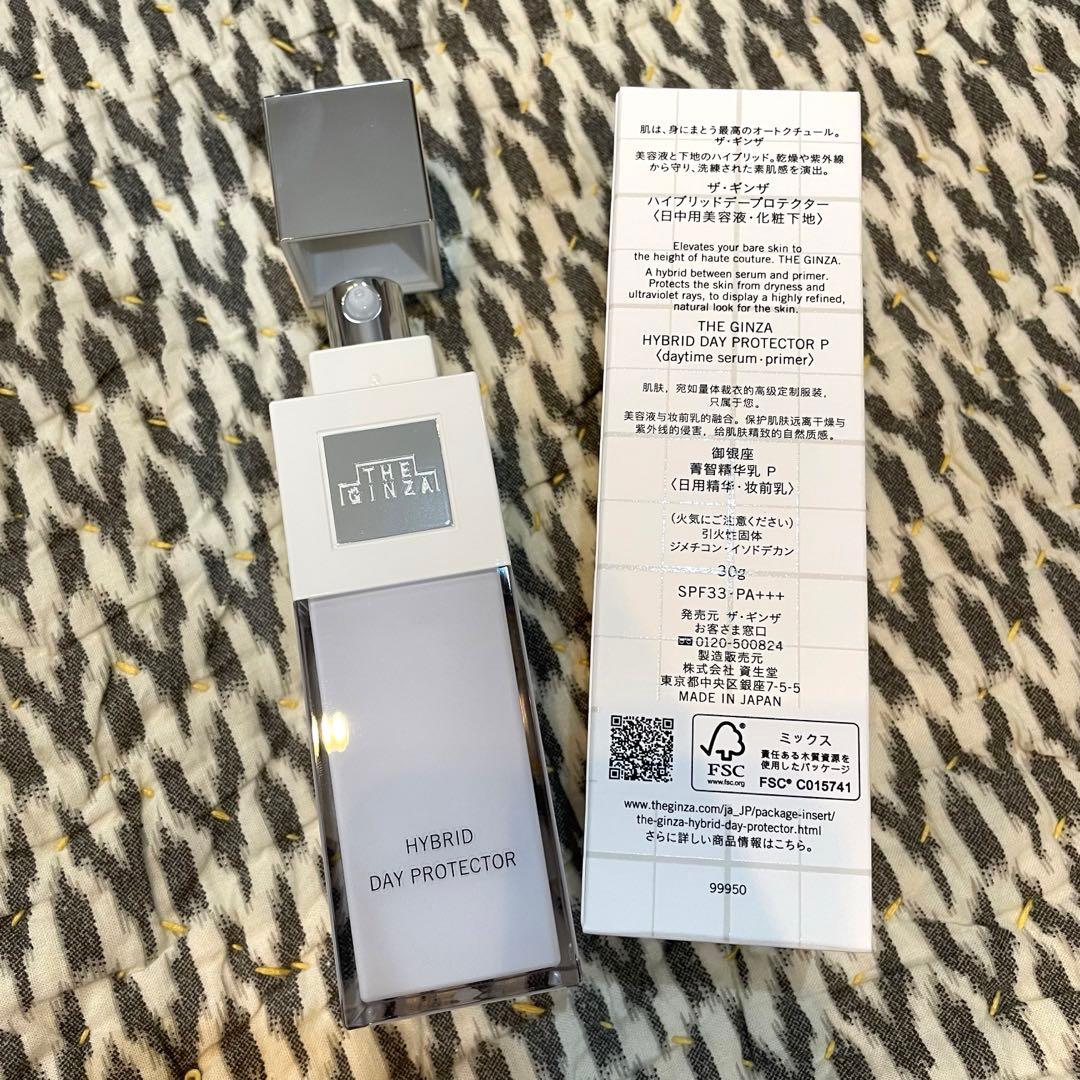 THE
GINZA
HYBRID
DAY PROTECTOR
肌は、身にまとう最高のオートクチュール。
ザ・ギンザ
美容液と下地のハイブリッド。乾燥や紫外線
から守り、洗練された素肌感を演出。
ザ・ギンザ
ハイブリッドデープロテクター
〈日中用美容液・化粧下地〉
Elevates your bare skin to
the height of haute couture. THE GINZA.
A hybrid between serum and primer.
Protects the skin from dryness and
ultraviolet rays, to display a highly refined,
natural look for the skin.
THE GINZA
HYBRID DAY PROTECTOR P
〈daytime serum・primer〉
肌肤，宛如量体裁衣的高级定制服装，
只属于您。
美容液与妆前乳的融合。保护肌肤远离干燥与
紫外线的侵害，给肌肤精致的自然质感。
御银座
菁智精华乳 P
〈日用精华・妆前乳〉
（火気にご注意ください）
引火性固体
ジメチコン・イソドデカン
30g
SPF33・PA+++
発売元 ザ・ギンザ
お客さま窓口
0120-500824
製造販売元
株式会社 資生堂
東京都中央区銀座7-5-5
MADE IN JAPAN
FSC
www.fsc.org
ミックス
責任ある木質資源を
使用したパッケージ
FSC® C015741
www.theginza.com/ja_JP/package-insert/
the-ginza-hybrid-day-protector.html
さらに詳しい商品情報はこちら。
99950